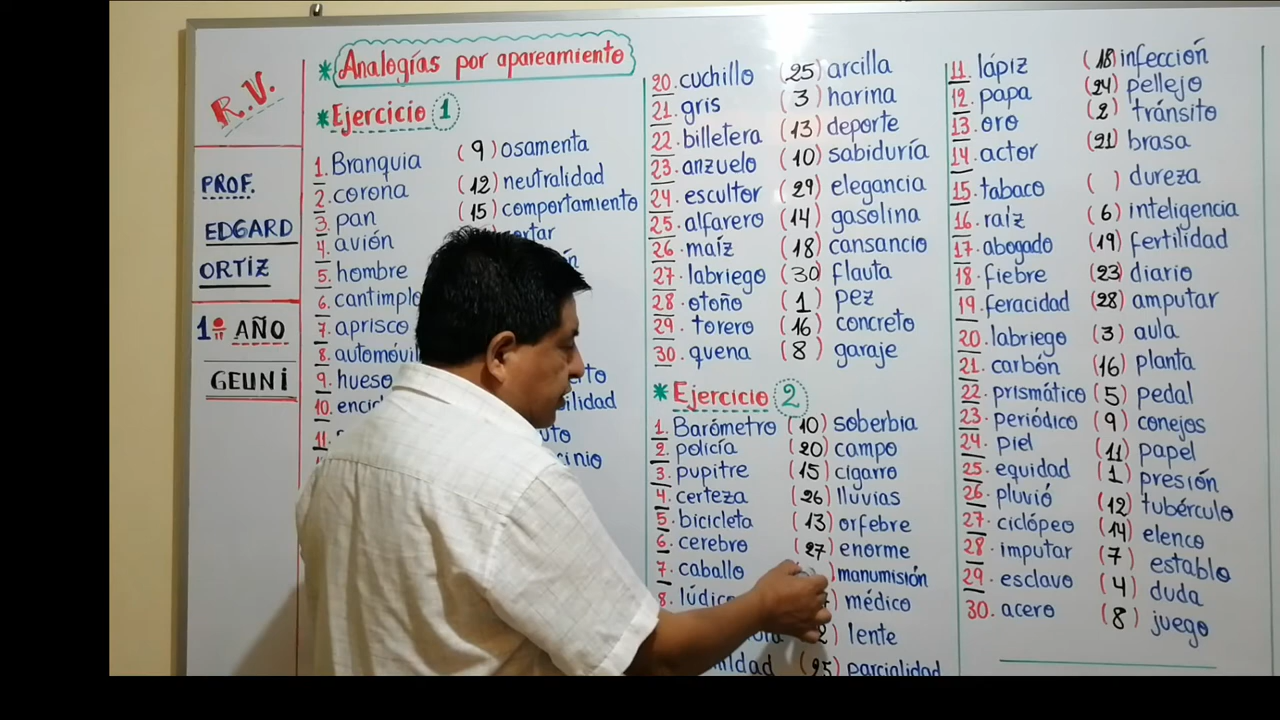 R.V.
PROF.
EDGARD
ORTIZ
1er AÑO
GEUNI
* Analogías por apareamiento
* Ejercicio 1
1. Branquia (9) osamenta
2. corona (12) neutralidad
3. pan (15) comportamiento
4. avión
5. hombre
6.
7. aprisco
8.
9. hueso
10.
11.
20. cuchillo (25) arcilla
21. gris (3) harina
22. billetera (13) deporte
23. anzuelo (10) sabiduría
24. escultor (29) elegancia
25. alfarero (14) gasolina
26. maíz (18) cansancio
27. labriego (30) flauta
28. otoño (1) pez
29. torero (16) concreto
30. quena (8) garaje
* Ejercicio 2
1. Barómetro (10) soberbia
2. policía (20) campo
3. pupitre (15) cigarro
4. certeza (26) lluvias
5. bicicleta (13) orfebre
6. cerebro (27) enorme
7. caballo ) manumisión
8. ) médico
2) lente
(25) parcialidad
11. lápiz (18) infección
12. papa (24) pellejo
13. oro (2) tránsito
14. actor (21) brasa
15. tabaco ( ) dureza
16. raíz (6) inteligencia
17. abogado (19) fertilidad
18. fiebre (23) diario
19. feracidad (28) amputar
20. labriego (3) aula
21. carbón (16) planta
22. prismático (5) pedal
23. periódico (9) conejos
24. piel (11) papel
25. equidad (1) presión
26. pluvió (12) tubérculo
27. ciclópeo (14) elenco
28. imputar (7) establo
29. esclavo (4) duda
30. acero (8) juego